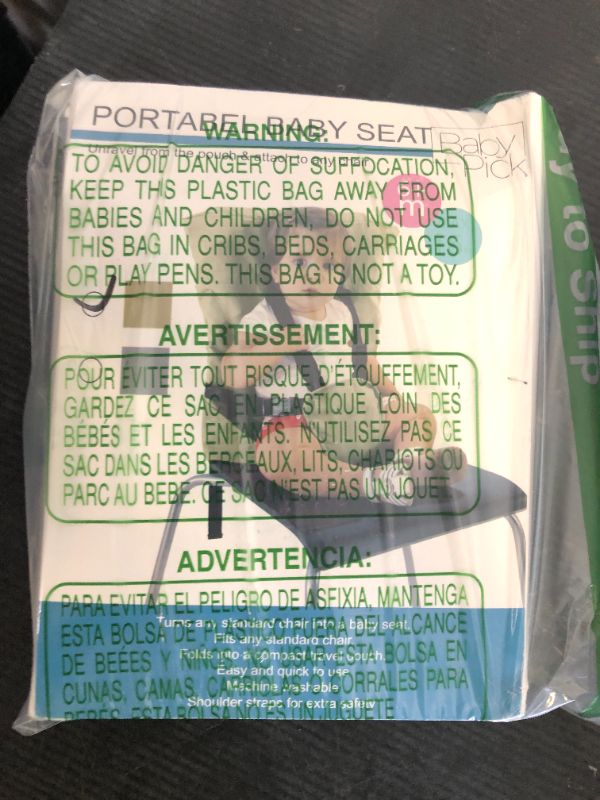 PORTABEL BABY SEAT
Baby
Pick
Unravel from the pouch & attach to any chair
WARNING:
TO AVOID DANGER OF SUFFOCATION,
KEEP THIS PLASTIC BAG AWAY FROM
BABIES AND CHILDREN, DO NOT USE
THIS BAG IN CRIBS, BEDS, CARRIAGES
OR PLAY PENS. THIS BAG IS NOT A TOY.
AVERTISSEMENT:
POUR ÉVITER TOUT RISQUE D'ÉTOUFFEMENT,
GARDEZ CE SAC EN PLASTIQUE LOIN DES
BÉBÉS ET LES ENFANTS. N'UTILISEZ PAS CE
SAC DANS LES BERCEAUX, LITS, CHARIOTS OU
PARC AU BEBE. CE SAC N'EST PAS UN JOUET.
ADVERTENCIA:
PARA EVITAR EL PELIGRO DE ASFIXIA, MANTENGA
ESTA BOLSA DE DEL ALCANCE
DE BEÉES Y BOLSA EN
CUNAS, CAMAS, CORRALES PARA
BEBES. ESTA BOLSA NO ES UN JUGUETE
Turns any standard chair into a baby seat.
Fits any standard chair.
Folds into a compact travel pouch.
Easy and quick to use
Machine washable
Shoulder straps for extra safety
to Ship